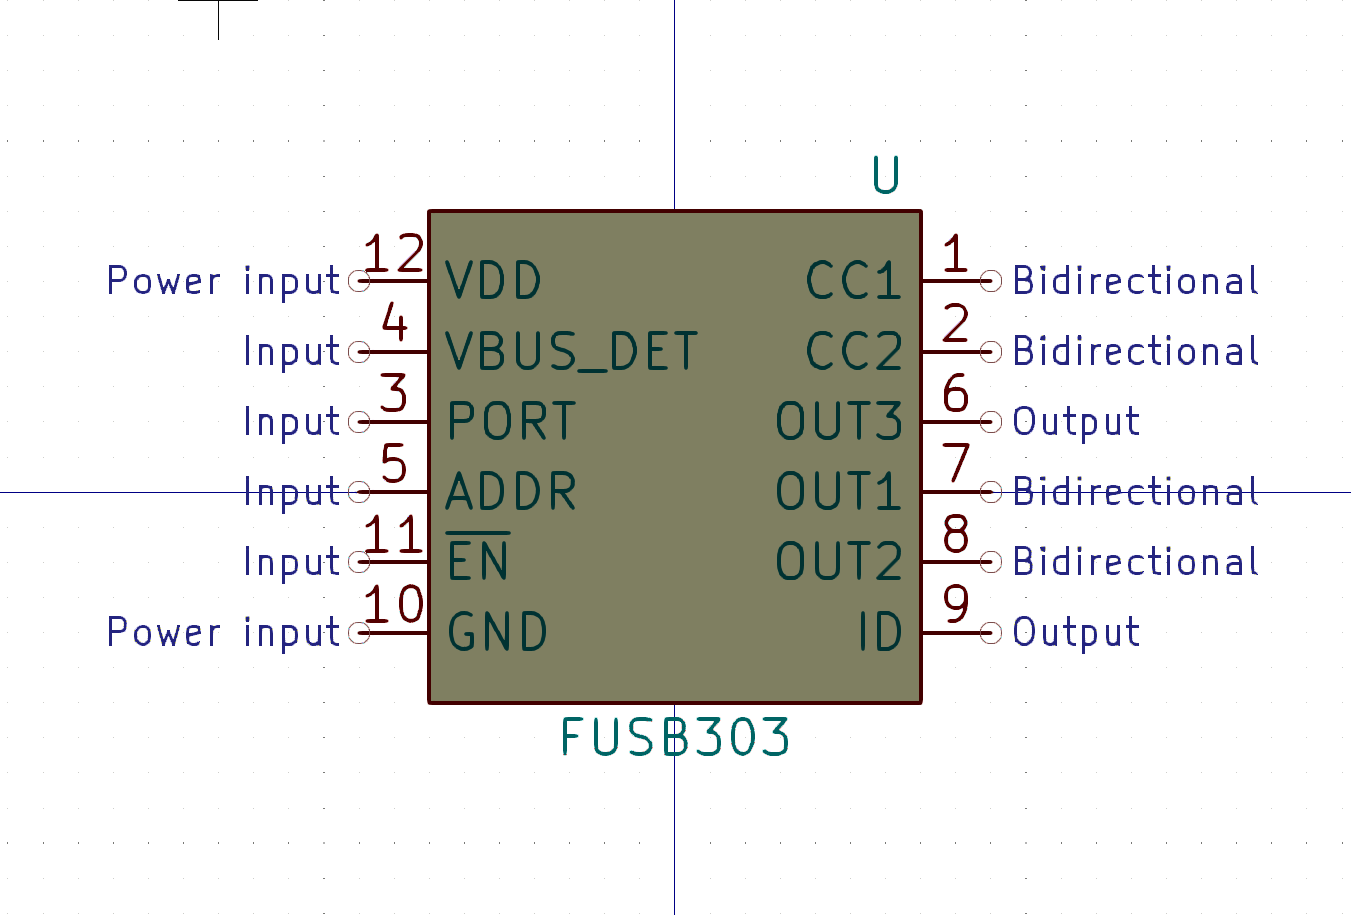 U
Power input 12 VDD CC1 1 Bidirectional
Input 4 VBUS_DET CC2 2 Bidirectional
Input 3 PORT OUT3 6 Output
Input 5 ADDR OUT1 7 Bidirectional
Input 11 EN OUT2 8 Bidirectional
Power input 10 GND ID 9 Output
FUSB303